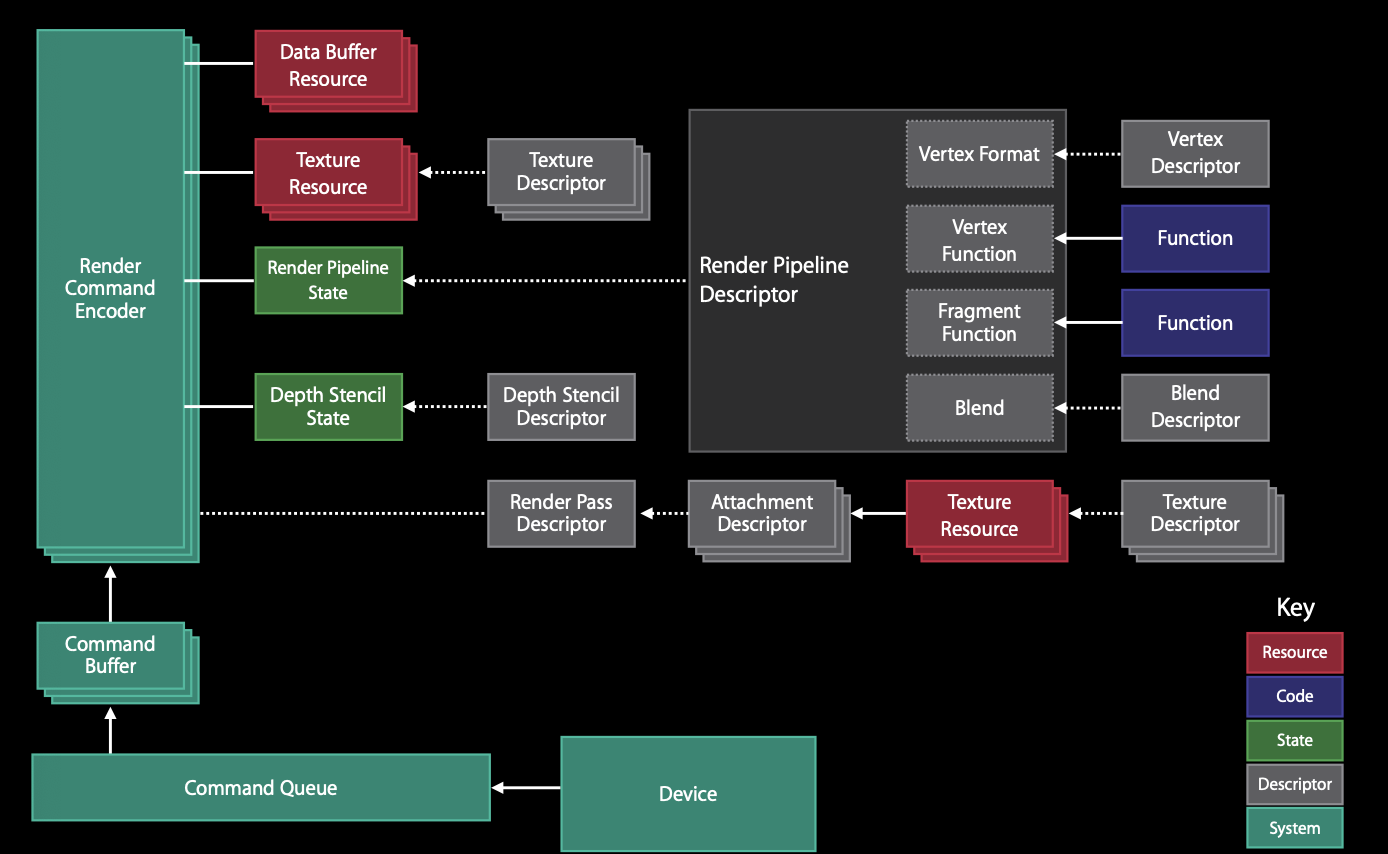 Data Buffer
Resource
Texture
Resource
Texture
Descriptor
Render
Command
Encoder
Render Pipeline
State
Depth Stencil
State
Depth Stencil
Descriptor
Render Pipeline
Descriptor
Vertex Format
Vertex
Descriptor
Vertex
Function
Function
Fragment
Function
Function
Blend
Blend
Descriptor
Render Pass
Descriptor
Attachment
Descriptor
Texture
Resource
Texture
Descriptor
Command
Buffer
Command Queue
Device
Key
Resource
Code
State
Descriptor
System